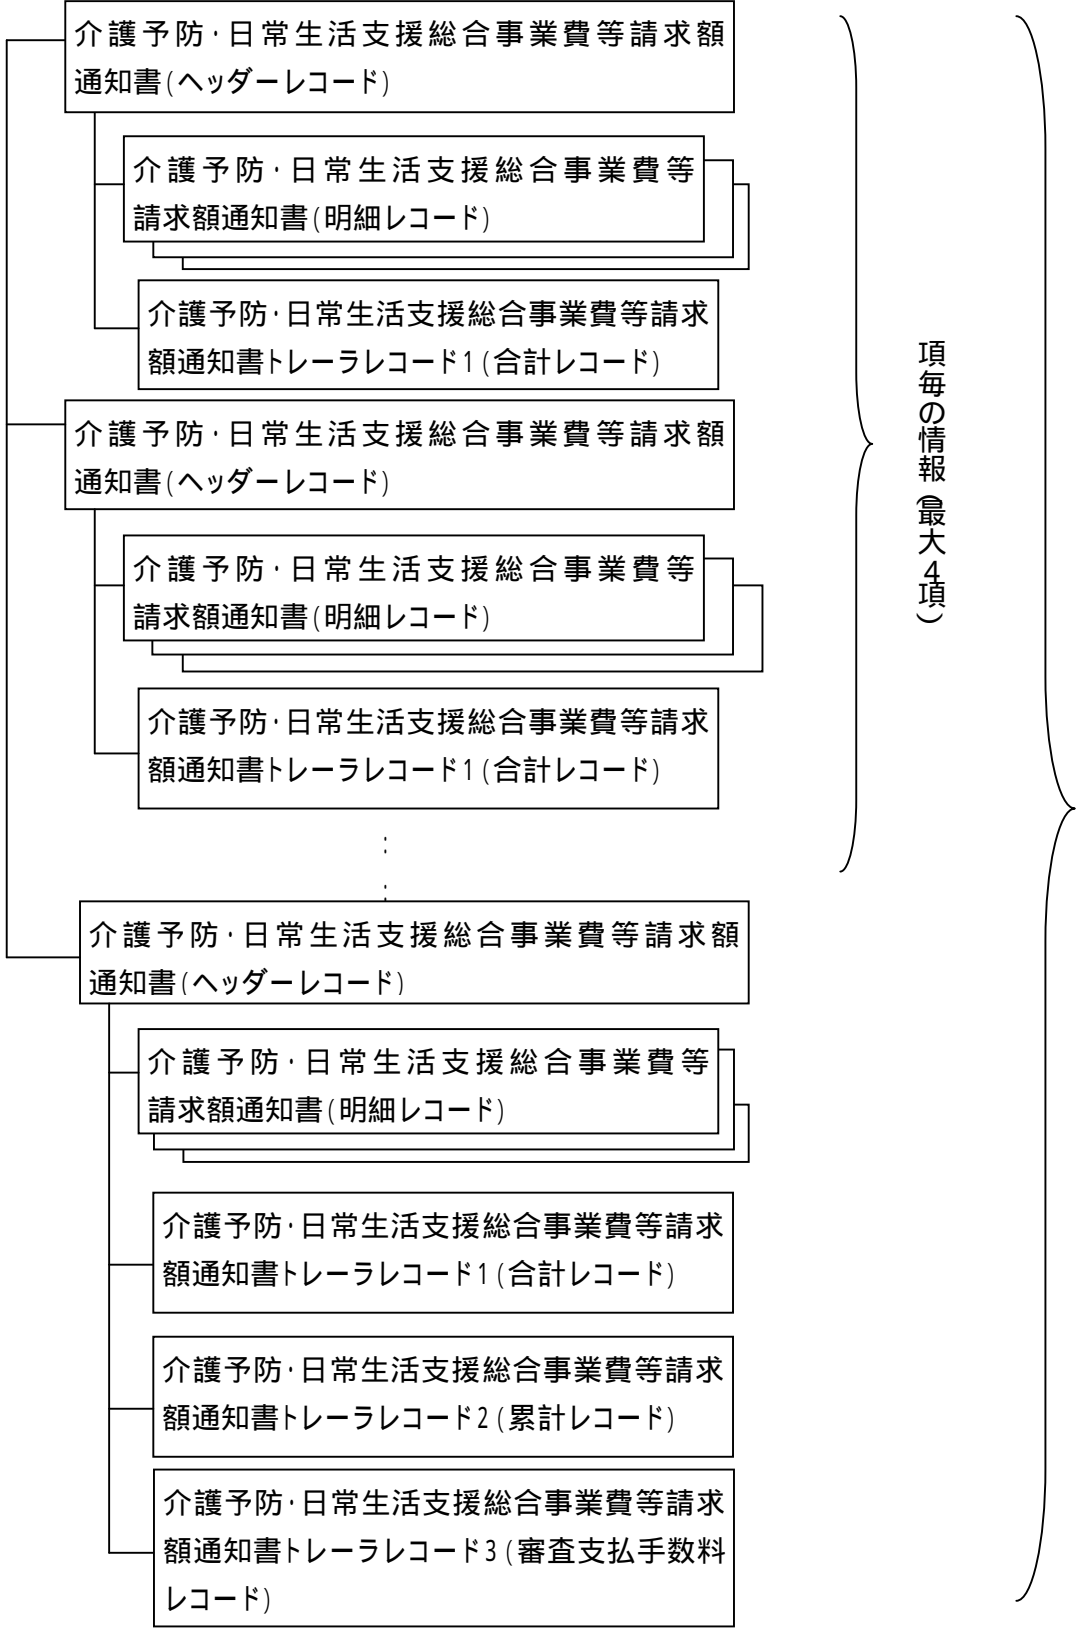 介護予防・日常生活支援総合事業費等請求額
通知書(ヘッダーレコード)
介護予防・日常生活支援総合事業費等
請求額通知書(明細レコード)
介護予防・日常生活支援総合事業費等請求
額通知書トレーラレコード1(合計レコード)
介護予防・日常生活支援総合事業費等請求額
通知書(ヘッダーレコード)
介護予防・日常生活支援総合事業費等
請求額通知書(明細レコード)
介護予防・日常生活支援総合事業費等請求
額通知書トレーラレコード1(合計レコード)
介護予防・日常生活支援総合事業費等請求額
通知書(ヘッダーレコード)
介護予防・日常生活支援総合事業費等
請求額通知書(明細レコード)
介護予防・日常生活支援総合事業費等請求
額通知書トレーラレコード1(合計レコード)
介護予防・日常生活支援総合事業費等請求
額通知書トレーラレコード2(累計レコード)
介護予防・日常生活支援総合事業費等請求
額通知書トレーラレコード3(審査支払手数料
レコード)
項毎の情報(最大4項)